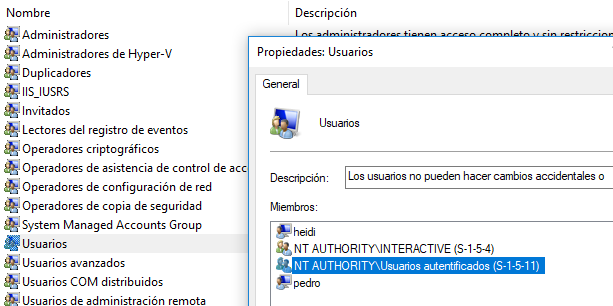 Nombre
Descripción
Administradores
Los administradores tienen acceso completo y sin
Administradores de Hyper-V
Duplicadores
IIS_IUSRS
Invitados
Lectores del registro de eventos
Operadores criptográficos
Operadores de asistencia de control de acc
Operadores de configuración de red
Operadores de copia de seguridad
System Managed Accounts Group
Usuarios
Usuarios avanzados
Usuarios COM distribuidos
Usuarios de administración remota
Propiedades: Usuarios
General
Usuarios
Descripción:
Los usuarios no pueden hacer cambios accidentales o
Miembros:
heidi
NT AUTHORITY\INTERACTIVE (S-1-5-4)
NT AUTHORITY\Usuarios autentificados (S-1-5-11)
pedro